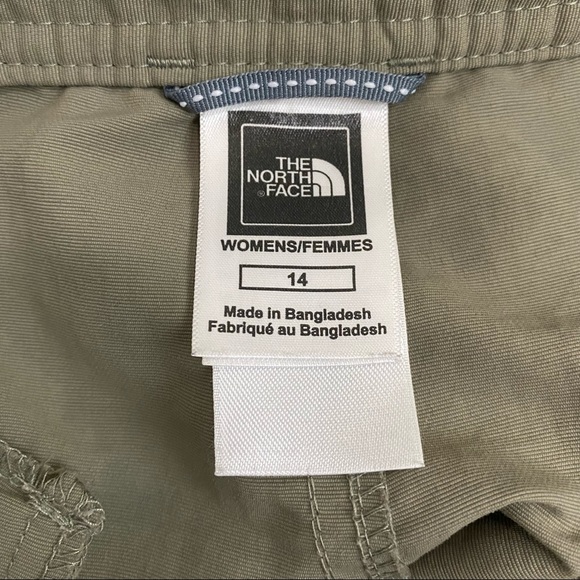 THE
NORTH
FACE
®
WOMENS/FEMMES
14
Made in Bangladesh
Fabriqué au Bangladesh